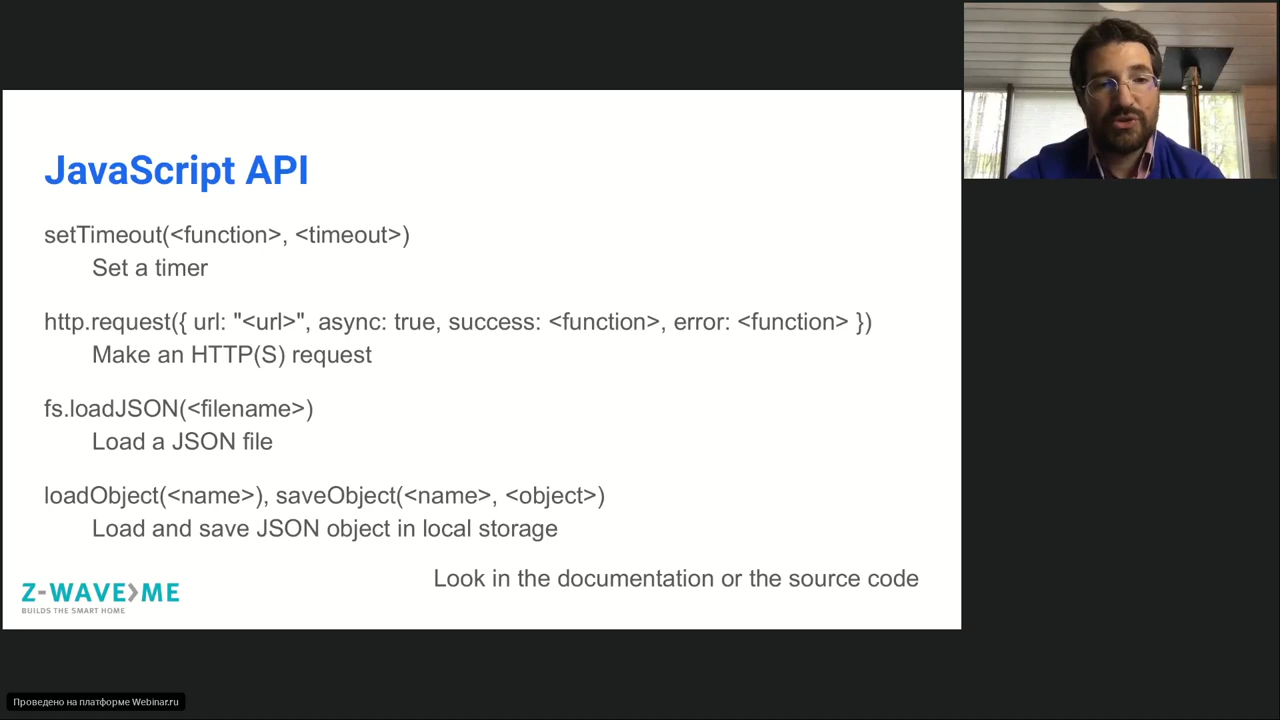 JavaScript API
setTimeout(<function>, <timeout>)
Set a timer
http.request({ url: "<url>", async: true, success: <function>, error: <function> })
Make an HTTP(S) request
fs.loadJSON(<filename>)
Load a JSON file
loadObject(<name>), saveObject(<name>, <object>)
Load and save JSON object in local storage
Look in the documentation or the source code
Z-WAVE>ME
BUILDS THE SMART HOME
Проведено на платформе Webinar.ru